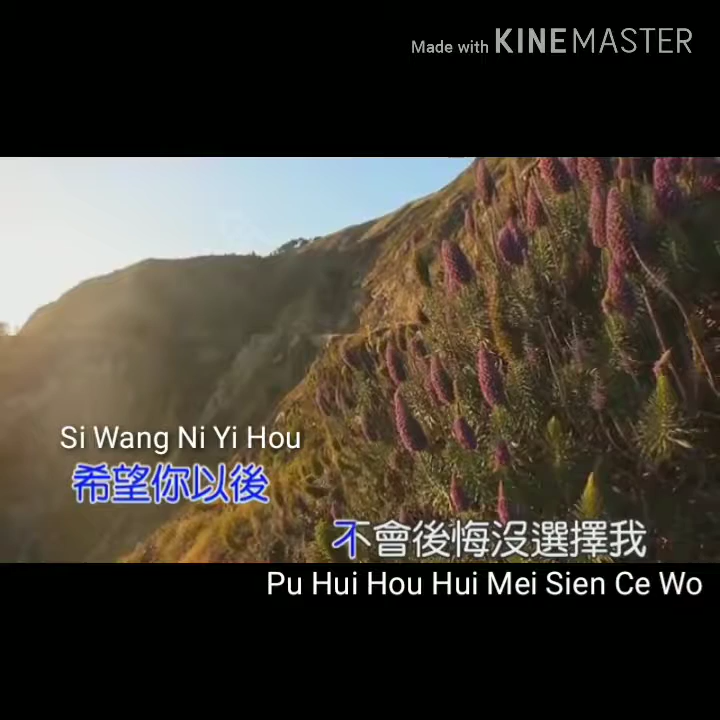 Made with KINEMASTER
Si Wang Ni Yi Hou
希望你以後
不會後悔沒選擇我
Pu Hui Hou Hui Mei Sien Ce Wo